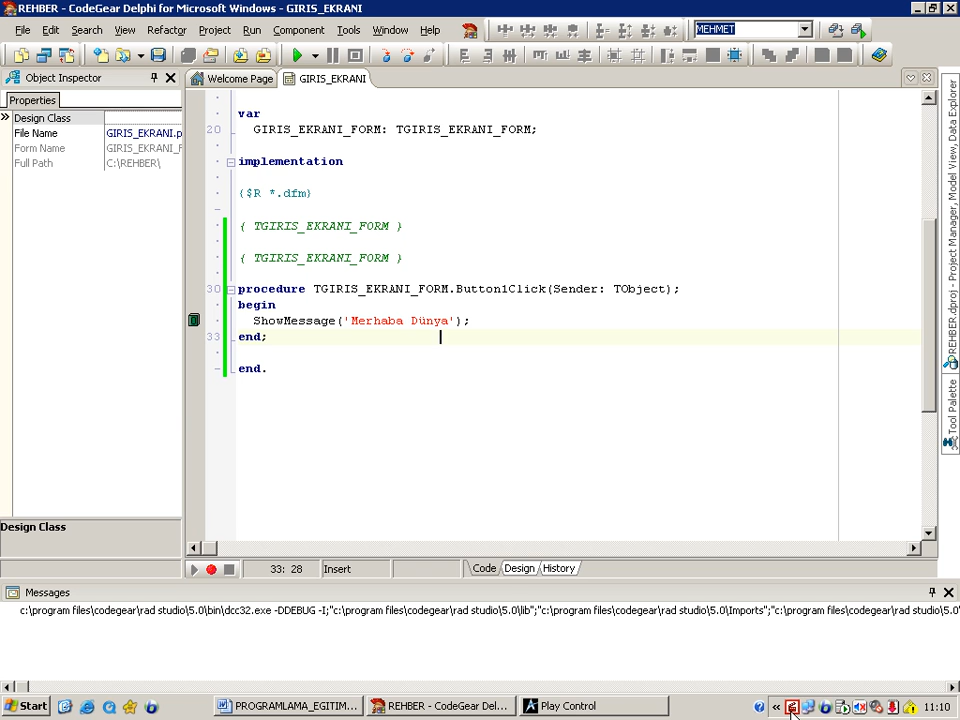 REHBER - CodeGear Delphi for Microsoft Windows - GIRIS_EKRANI
File Edit Search View Refactor Project Run Component Tools Window Help
MEHMET
Object Inspector
Welcome Page
GIRIS_EKRANI
Properties
Design Class
File Name GIRIS_EKRANI.p
Form Name GIRIS_EKRANI_F
Full Path C:\REHBER\
var
20 GIRIS_EKRANI_FORM: TGIRIS_EKRANI_FORM;
implementation
{$R *.dfm}
{ TGIRIS_EKRANI_FORM }
{ TGIRIS_EKRANI_FORM }
30 procedure TGIRIS_EKRANI_FORM.Button1Click(Sender: TObject);
begin
ShowMessage('Merhaba Dünya');
33 end;
end.
REHBER.dproj - Project Manager, Model View, Data Explorer
Tool Palette
Design Class
33: 28
Insert
Code
Design
History
Messages
c:\program files\codegear\rad studio\5.0\bin\dcc32.exe -DDEBUG -I;"c:\program files\codegear\rad studio\5.0\lib";"c:\program files\codegear\rad studio\5.0\Imports";"c:\program files\codegear\rad studio\5.0
Start
PROGRAMLAMA_EGITIM...
REHBER - CodeGear Del...
Play Control
11:10